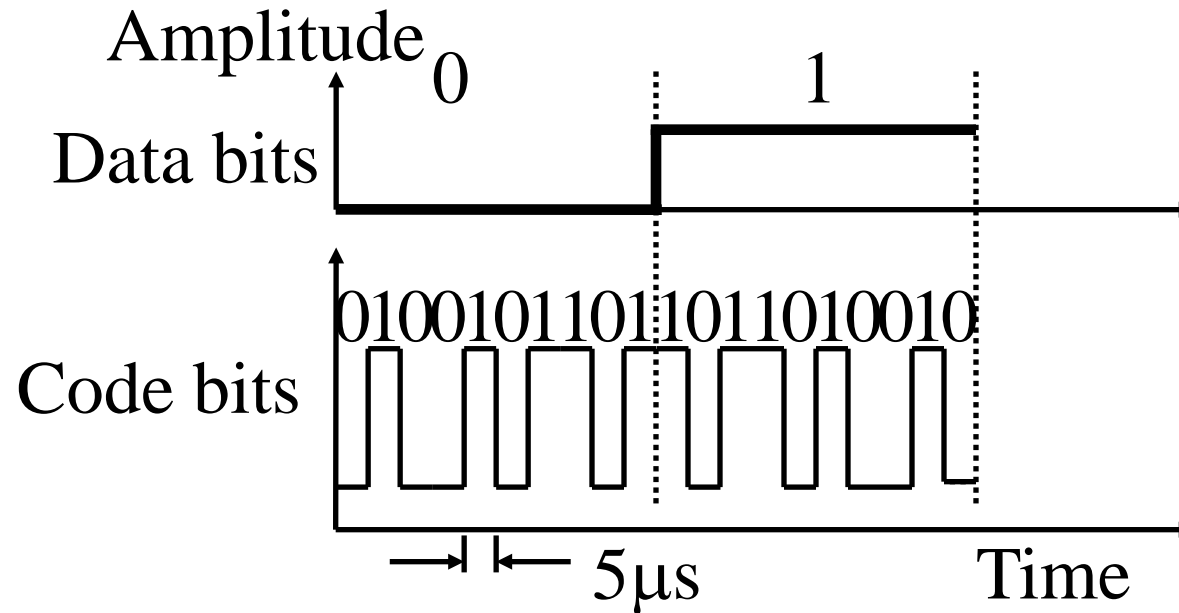 Amplitude
0 1
Data bits
01001011011011010010
Code bits
5μs Time